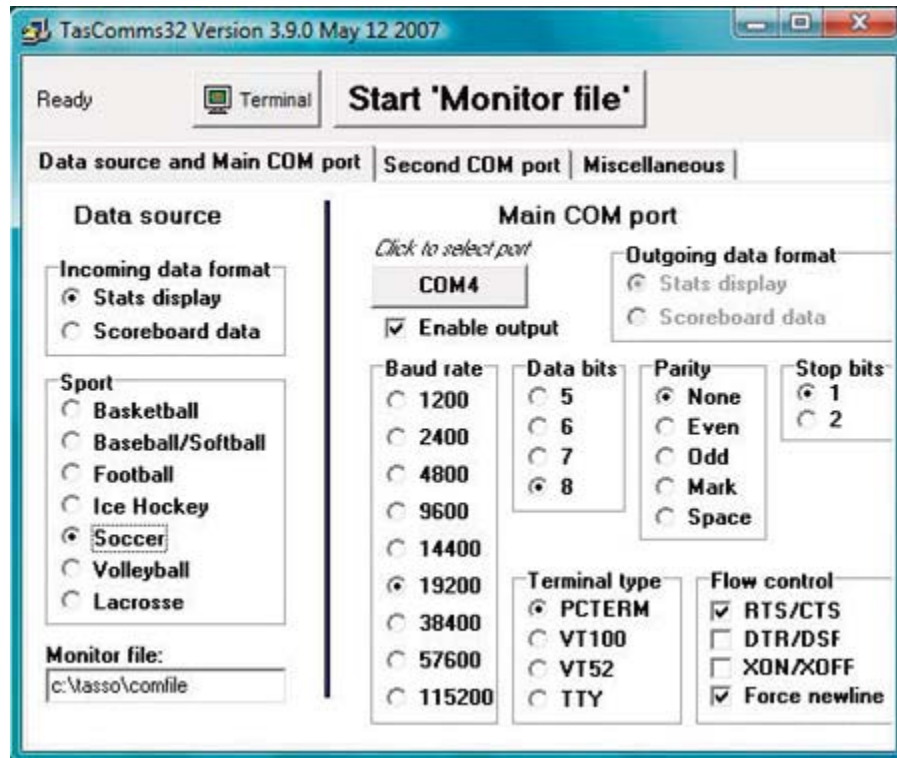 TasComms32 Version 3.9.0 May 12 2007
Ready
Terminal
Start 'Monitor file'
Data source and Main COM port
Second COM port
Miscellaneous
Data source
Incoming data format
Stats display
Scoreboard data
Sport
Basketball
Baseball/Softball
Football
Ice Hockey
Soccer
Volleyball
Lacrosse
Monitor file:
c:\tasso\comfile
Main COM port
Click to select port
COM4
Enable output
Outgoing data format
Stats display
Scoreboard data
Baud rate
1200
2400
4800
9600
14400
19200
38400
57600
115200
Data bits
5
6
7
8
Parity
None
Even
Odd
Mark
Space
Stop bits
1
2
Terminal type
PCTERM
VT100
VT52
TTY
Flow control
RTS/CTS
DTR/DSF
XON/XOFF
Force newline